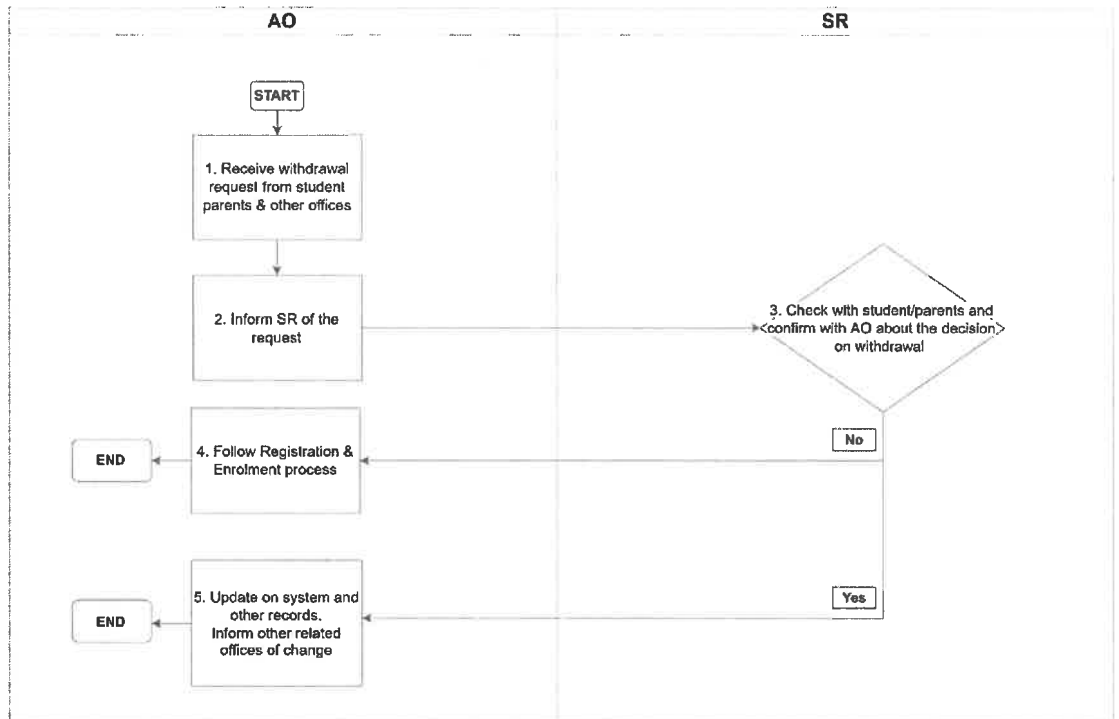 AO
SR
START
1. Receive withdrawal
request from student
parents & other offices
2. Inform SR of the
request
3. Check with student/parents and
confirm with AO about the decision
on withdrawal
No
4. Follow Registration &
Enrolment process
END
Yes
5. Update on system and
other records.
Inform other related
offices of change
END